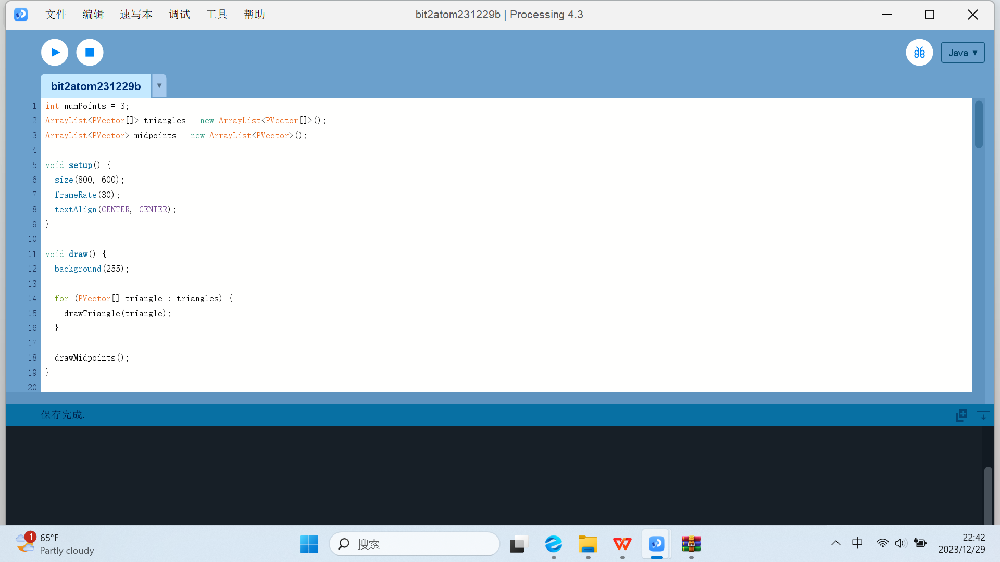 文件 编辑 速写本 调试 工具 帮助 bit2atom231229b | Processing 4.3
Java ▼
bit2atom231229b ▼
1 int numPoints = 3;
2 ArrayList<PVector[]> triangles = new ArrayList<PVector[]>();
3 ArrayList<PVector> midpoints = new ArrayList<PVector>();
4
5 void setup() {
6   size(800, 600);
7   frameRate(30);
8   textAlign(CENTER, CENTER);
9 }
10
11 void draw() {
12   background(255);
13
14   for (PVector[] triangle : triangles) {
15     drawTriangle(triangle);
16   }
17
18   drawMidpoints();
19 }
20
保存完成.
1 65°F
Partly cloudy
搜索
中
22:42
2023/12/29